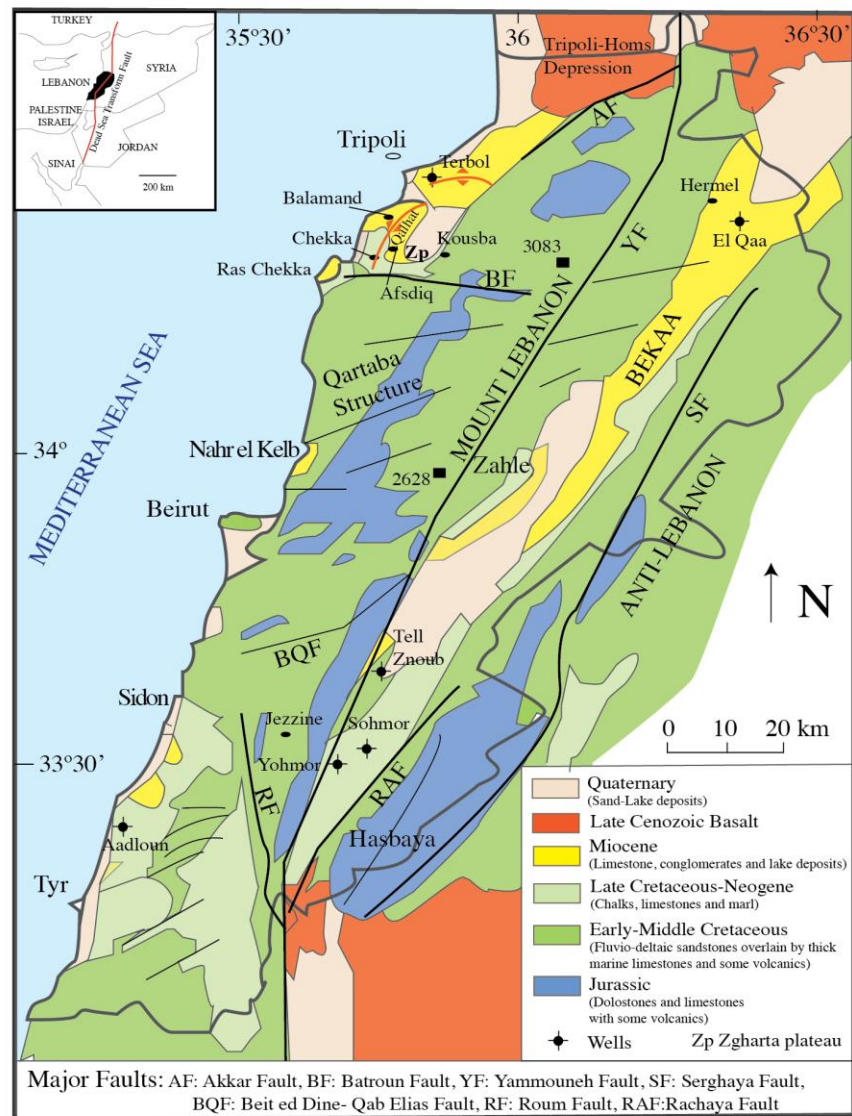 TURKEY
LEBANON
SYRIA
PALESTINE
ISRAEL
Dead Sea Transform Fault
JORDAN
SINAI
200 km
35°30'
36
36°30'
Tripoli-Homs
Depression
AF
Tripoli
Terbol
Balamand
Qalhat
Hermel
Chekka
Zp
Kousba
El Qaa
3083
YF
Ras Chekka
Afsdiq
BF
MOUNT LEBANON
BEKAA
Qartaba
Structure
SF
MEDITERRANEAN SEA
34°
Nahr el Kelb
2628
Zahle
Beirut
ANTI-LEBANON
N
BQF
Tell
Znoub
Sidon
Jezzine
Sohmor
0 10 20 km
33°30'
Yohmor
RF
RAF
Hasbaya
Aadloun
Tyr
Quaternary
(Sand-Lake deposits)
Late Cenozoic Basalt
Miocene
(Limestone, conglomerates and lake deposits)
Late Cretaceous-Neogene
(Chalks, limestones and marl)
Early-Middle Cretaceous
(Fluvio-deltaic sandstones overlain by thick
marine limestones and some volcanics)
Jurassic
(Dolostones and limestones
with some volcanics)
Wells Zp Zgharta plateau
Major Faults: AF: Akkar Fault, BF: Batroun Fault, YF: Yammouneh Fault, SF: Serghaya Fault,
BQF: Beit ed Dine- Qab Elias Fault, RF: Roum Fault, RAF:Rachaya Fault